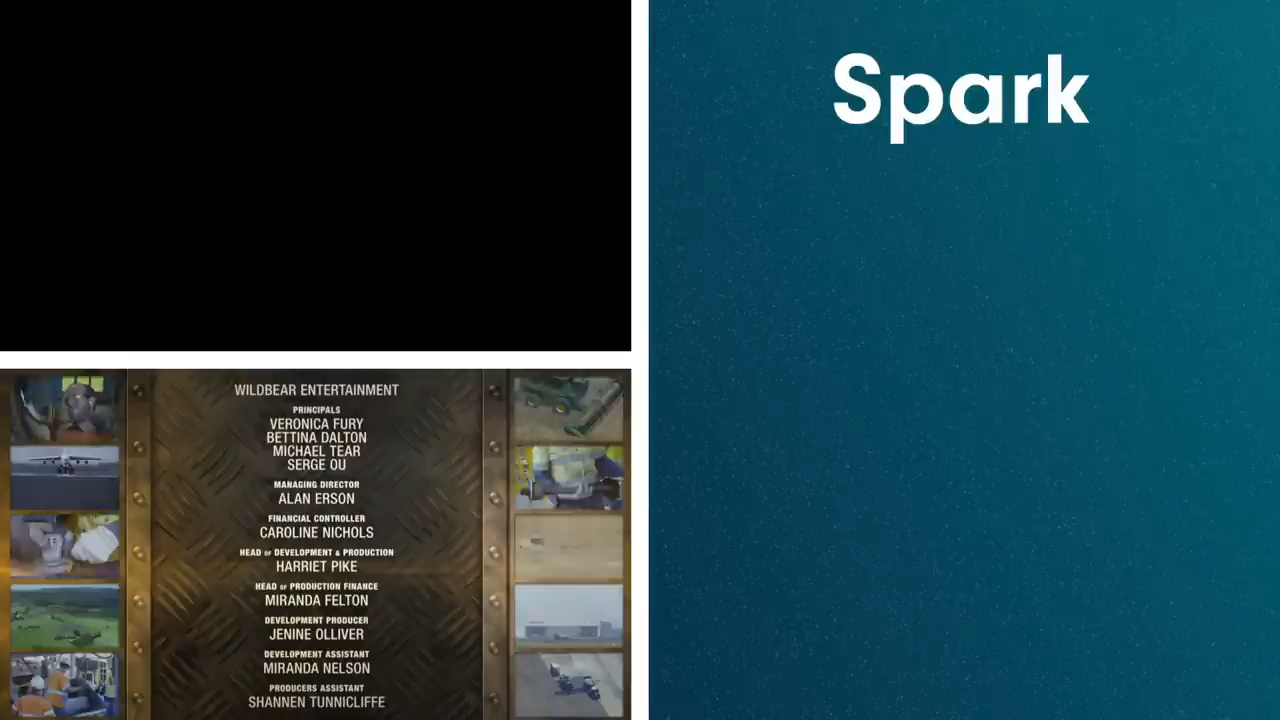 Spark
WILDBEAR ENTERTAINMENT
PRINCIPALS
VERONICA FURY
BETTINA DALTON
MICHAEL TEAR
SERGE OU
MANAGING DIRECTOR
ALAN ERSON
FINANCIAL CONTROLLER
CAROLINE NICHOLS
HEAD OF DEVELOPMENT & PRODUCTION
HARRIET PIKE
HEAD OF PRODUCTION FINANCE
MIRANDA FELTON
DEVELOPMENT PRODUCER
JENINE OLLIVER
DEVELOPMENT ASSISTANT
MIRANDA NELSON
PRODUCERS ASSISTANT
SHANNEN TUNNICLIFFE